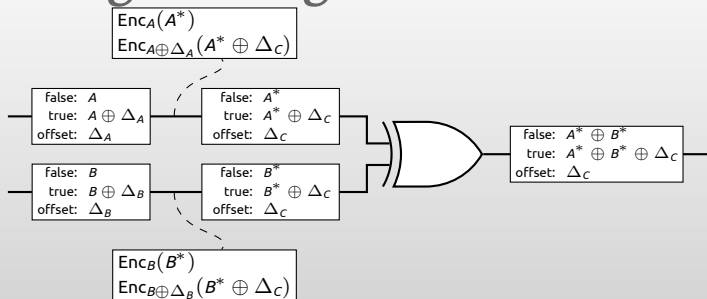 Enc_A(A*)
Enc_{A⊕Δ_A}(A* ⊕ Δ_C)
false: A
true: A ⊕ Δ_A
offset: Δ_A
false: A*
true: A* ⊕ Δ_C
offset: Δ_C
false: A* ⊕ B*
true: A* ⊕ B* ⊕ Δ_C
offset: Δ_C
false: B
true: B ⊕ Δ_B
offset: Δ_B
false: B*
true: B* ⊕ Δ_C
offset: Δ_C
Enc_B(B*)
Enc_{B⊕Δ_B}(B* ⊕ Δ_C)